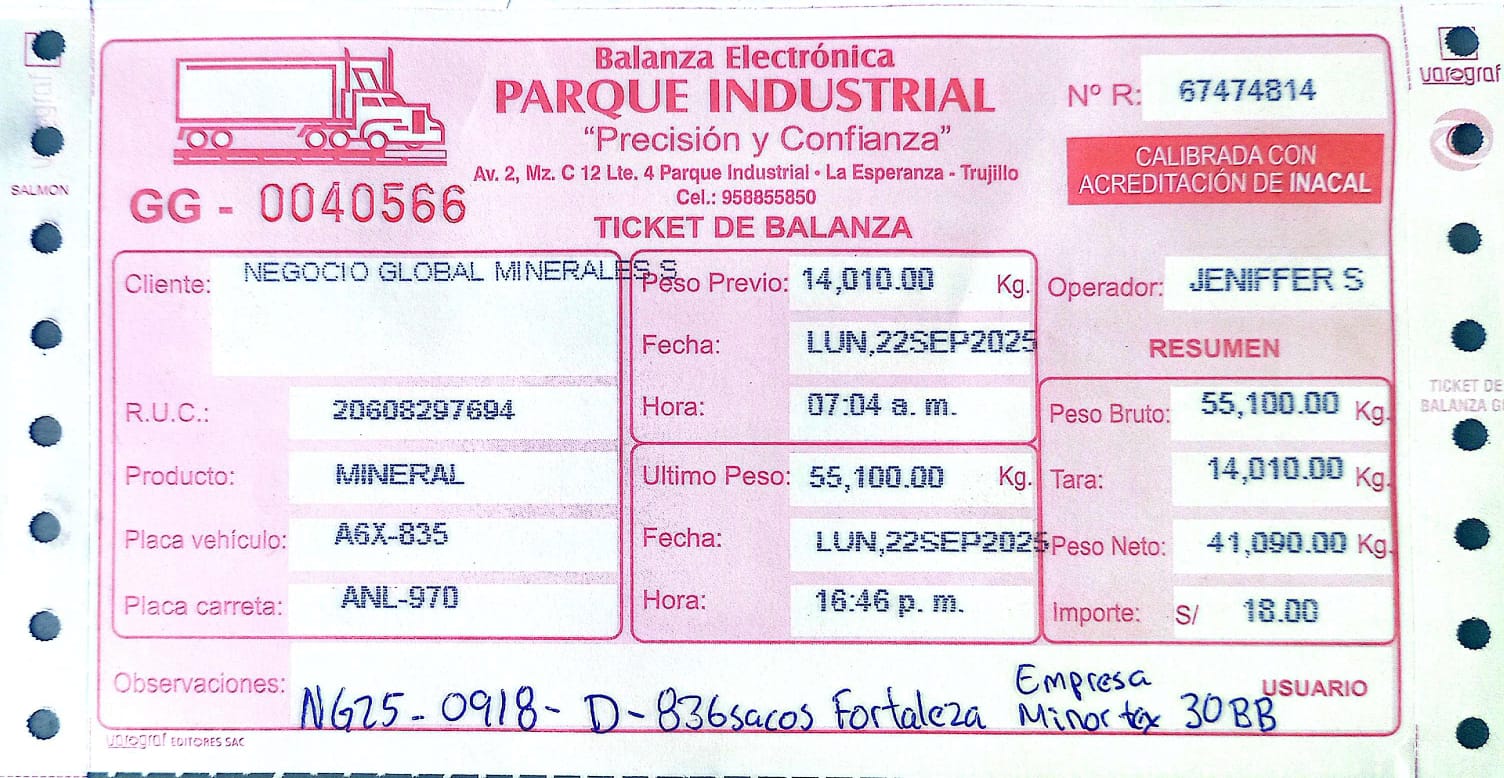 Balanza Electrónica
PARQUE INDUSTRIAL
"Precisión y Confianza"
Av. 2, Mz. C 12 Lte. 4 Parque Industrial • La Esperanza - Trujillo
Cel.: 958855850
TICKET DE BALANZA
GG - 0040566
Nº R: 67474814
CALIBRADA CON
ACREDITACIÓN DE INACAL
Cliente: NEGOCIO GLOBAL MINERALES S
R.U.C.: 20608297694
Producto: MINERAL
Placa vehículo: A6X-835
Placa carreta: ANL-970
Peso Previo: 14,010.00 Kg.
Fecha: LUN,22SEP2025
Hora: 07:04 a. m.
Ultimo Peso: 55,100.00 Kg.
Fecha: LUN,22SEP2025
Hora: 16:46 p. m.
Operador: JENIFFER S
RESUMEN
Peso Bruto: 55,100.00 Kg.
Tara: 14,010.00 Kg.
Peso Neto: 41,090.00 Kg.
Importe: S/ 18.00
Observaciones: NG25-0918-D-836sacos Fortaleza Empresa
Minortex 30BB
USUARIO
varograf EDITORES SAC
SALMON
varograf
TICKET DE
BALANZA